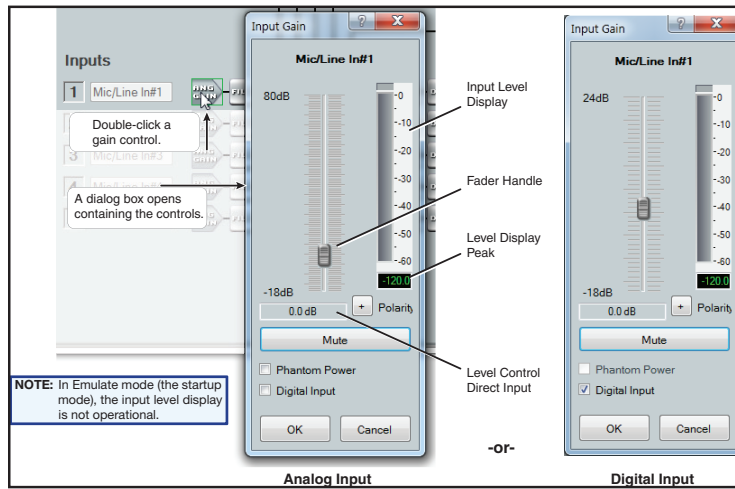 Inputs
1 Mic/Line In#1
ANG
GAIN
Double-click a
gain control.
3 Mic/Line In#3
A dialog box opens
containing the controls.
NOTE: In Emulate mode (the startup
mode), the input level display
is not operational.
Input Gain
Mic/Line In#1
80dB
-0
-10
-20
-30
-40
-50
-60
-120.0
-18dB
0.0 dB
+ Polarity
Mute
Phantom Power
Digital Input
OK Cancel
Analog Input
Input Level
Display
Fader Handle
Level Display
Peak
Level Control
Direct Input
-or-
Input Gain
Mic/Line In#1
24dB
-0
-10
-20
-30
-40
-50
-60
-120.0
-18dB
0.0 dB
+ Polarit
Mute
Phantom Power
Digital Input
OK Cancel
Digital Input